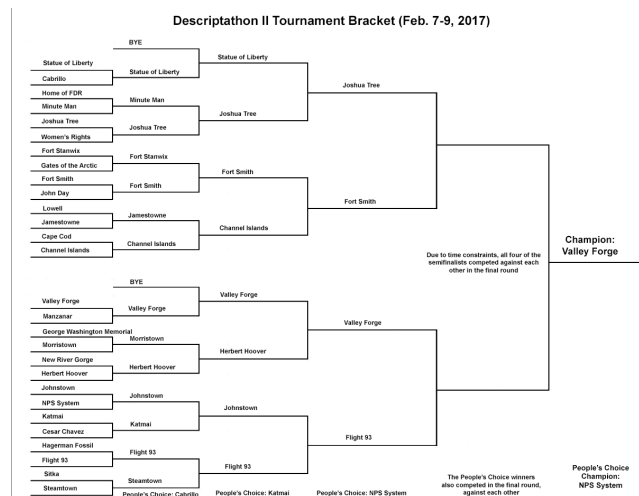 Descriptathon II Tournament Bracket (Feb. 7-9, 2017)
BYE
Statue of Liberty
Statue of Liberty
Statue of Liberty
Cabrillo
Joshua Tree
Home of FDR
Minute Man
Minute Man
Joshua Tree
Joshua Tree
Joshua Tree
Women's Rights
Fort Stanwix
Fort Stanwix
Gates of the Arctic
Fort Smith
Fort Smith
Fort Smith
John Day
Fort Smith
Lowell
Jamestowne
Jamestowne
Channel Islands
Cape Cod
Channel Islands
Channel Islands
Due to time constraints, all four of the
semifinalists competed against each
other in the final round
Champion:
Valley Forge
BYE
Valley Forge
Valley Forge
Valley Forge
Manzanar
Valley Forge
George Washington Memorial
Morristown
Morristown
Herbert Hoover
New River Gorge
Herbert Hoover
Herbert Hoover
Johnstown
Johnstown
NPS System
Johnstown
Katmai
Katmai
Cesar Chavez
Flight 93
Hagerman Fossil
Flight 93
Flight 93
Flight 93
Sitka
Steamtown
Steamtown
People's Choice: Cabrillo
People's Choice: Katmai
People's Choice: NPS System
The People's Choice winners
also competed in the final round,
against each other
People's Choice
Champion:
NPS System